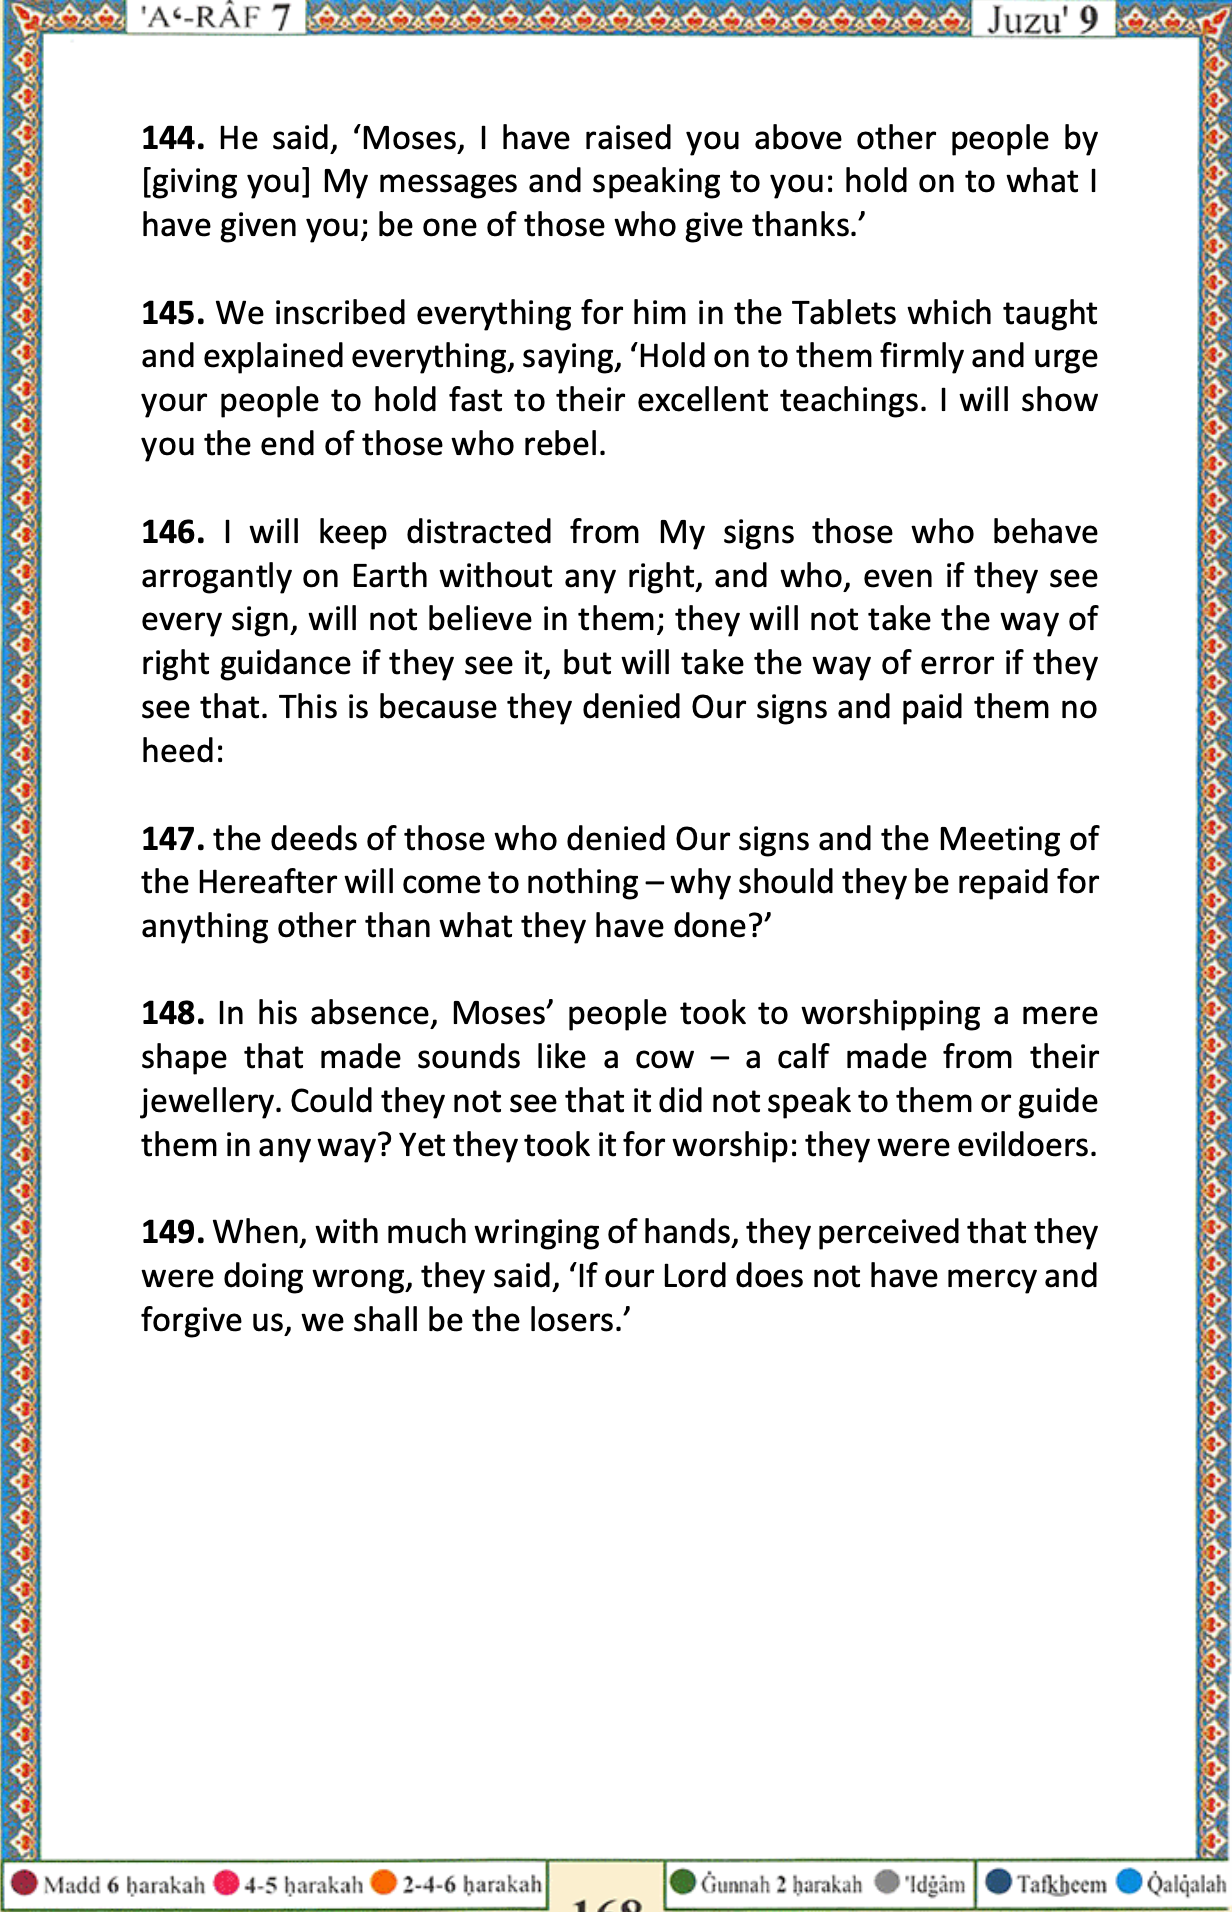 'A‘-RÂF 7
Juzu' 9
144. He said, ‘Moses, I have raised you above other people by
[giving you] My messages and speaking to you: hold on to what I
have given you; be one of those who give thanks.’
145. We inscribed everything for him in the Tablets which taught
and explained everything, saying, ‘Hold on to them firmly and urge
your people to hold fast to their excellent teachings. I will show
you the end of those who rebel.
146. I will keep distracted from My signs those who behave
arrogantly on Earth without any right, and who, even if they see
every sign, will not believe in them; they will not take the way of
right guidance if they see it, but will take the way of error if they
see that. This is because they denied Our signs and paid them no
heed:
147. the deeds of those who denied Our signs and the Meeting of
the Hereafter will come to nothing – why should they be repaid for
anything other than what they have done?’
148. In his absence, Moses’ people took to worshipping a mere
shape that made sounds like a cow – a calf made from their
jewellery. Could they not see that it did not speak to them or guide
them in any way? Yet they took it for worship: they were evildoers.
149. When, with much wringing of hands, they perceived that they
were doing wrong, they said, ‘If our Lord does not have mercy and
forgive us, we shall be the losers.’
Madd 6 ḥarakah 4-5 ḥarakah 2-4-6 ḥarakah
168
Ġunnah 2 ḥarakah 'Idġâm Tafkheem Q̇alq̇alah